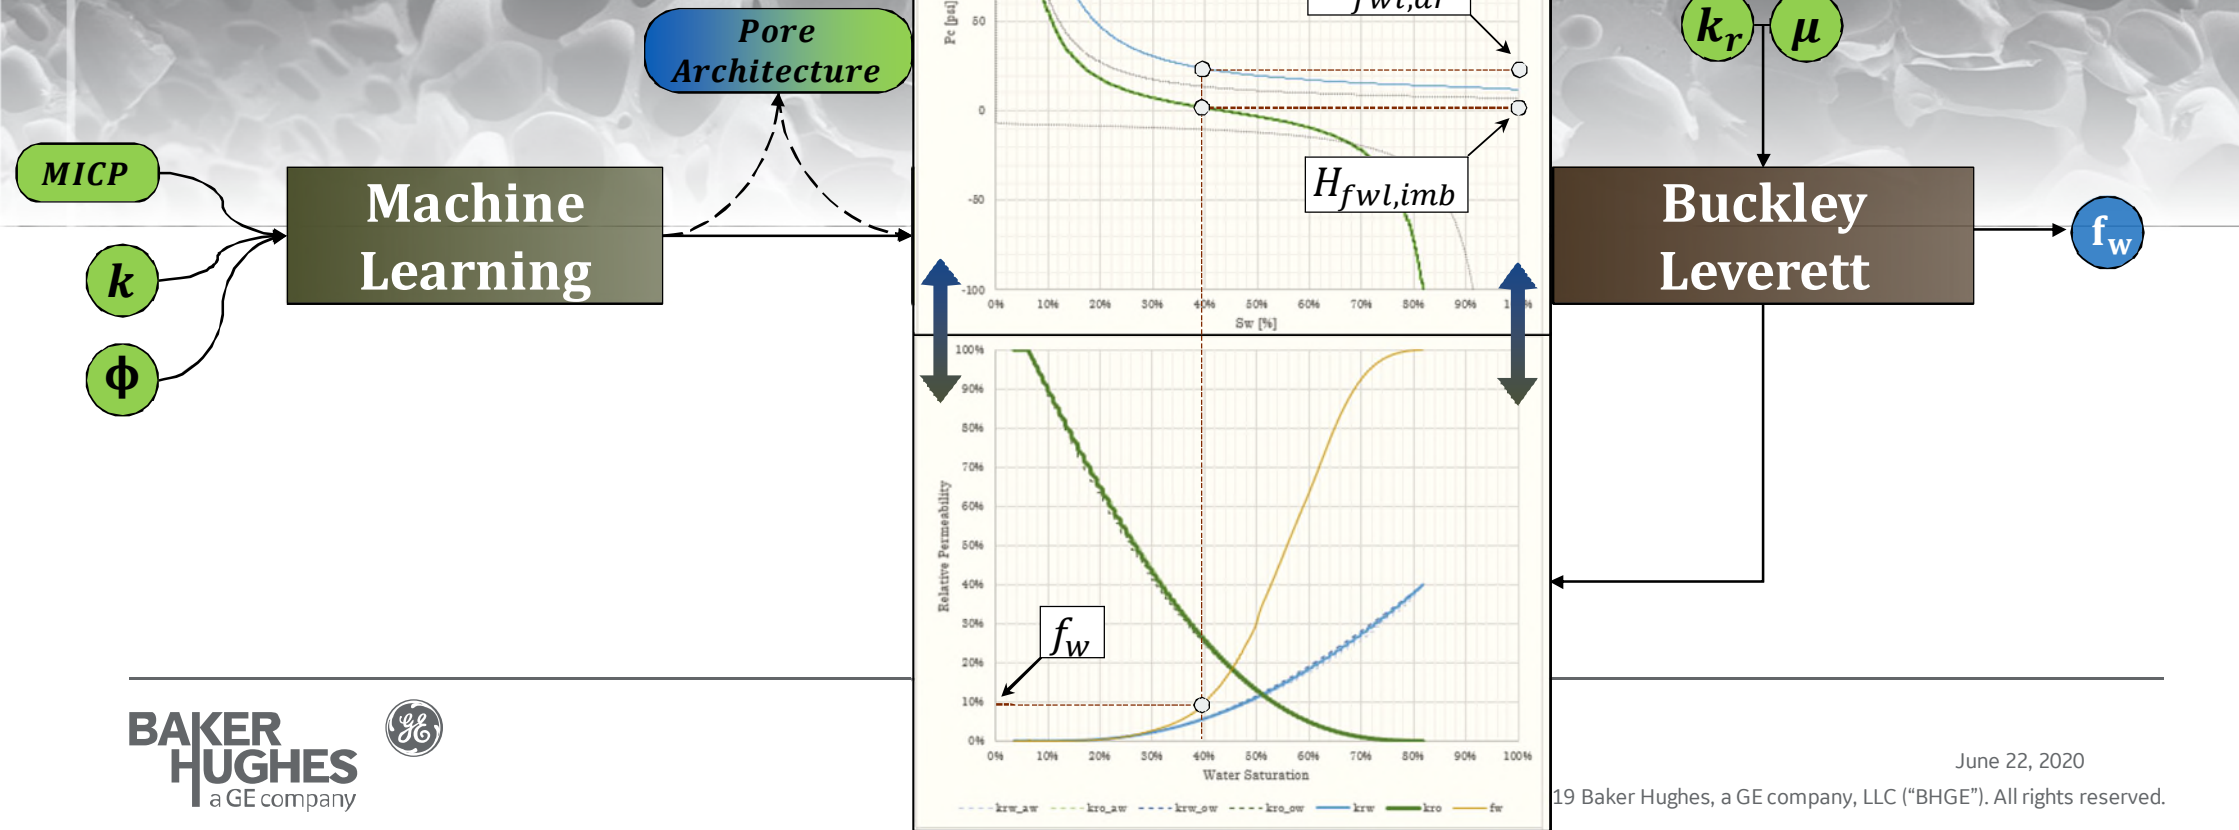 Pore
Architecture
MICP
k
ϕ
Machine
Learning
Pc [psi]
50
0
-50
-100
0%
10%
20%
30%
40%
50%
60%
70%
80%
90%
100%
Sw [%]
H_fwl,imb
k_r
μ
Buckley
Leverett
f_w
100%
90%
80%
70%
60%
50%
40%
30%
20%
10%
0%
Relative Permeability
f_w
0%
10%
20%
30%
40%
50%
60%
70%
80%
90%
100%
Water Saturation
krw_aw
kro_aw
krw_ow
kro_ow
krw
kro
fw
BAKER
HUGHES
a GE company
GE
June 22, 2020
19 Baker Hughes, a GE company, LLC (“BHGE”). All rights reserved.